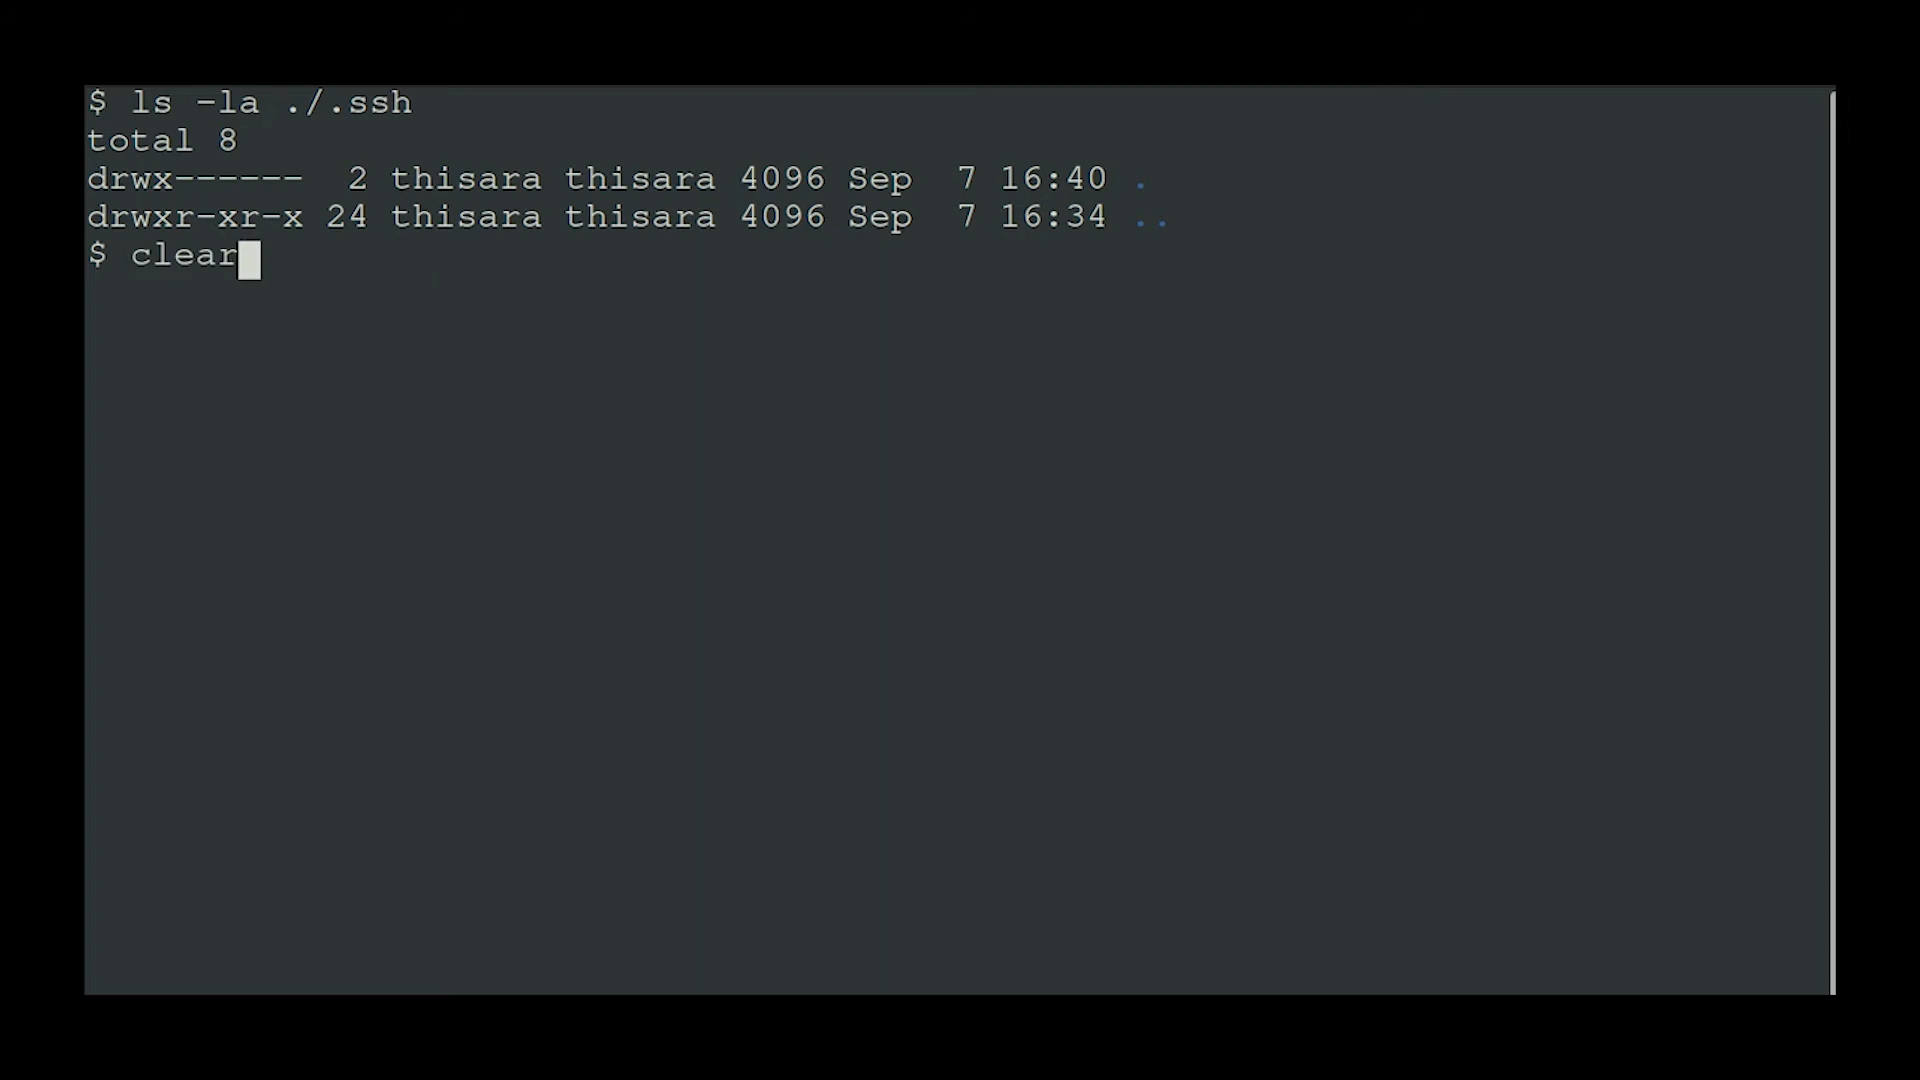 $ ls -la ./.ssh
total 8
drwx------  2 thisara thisara 4096 Sep  7 16:40 .
drwxr-xr-x 24 thisara thisara 4096 Sep  7 16:34 ..
$ clear